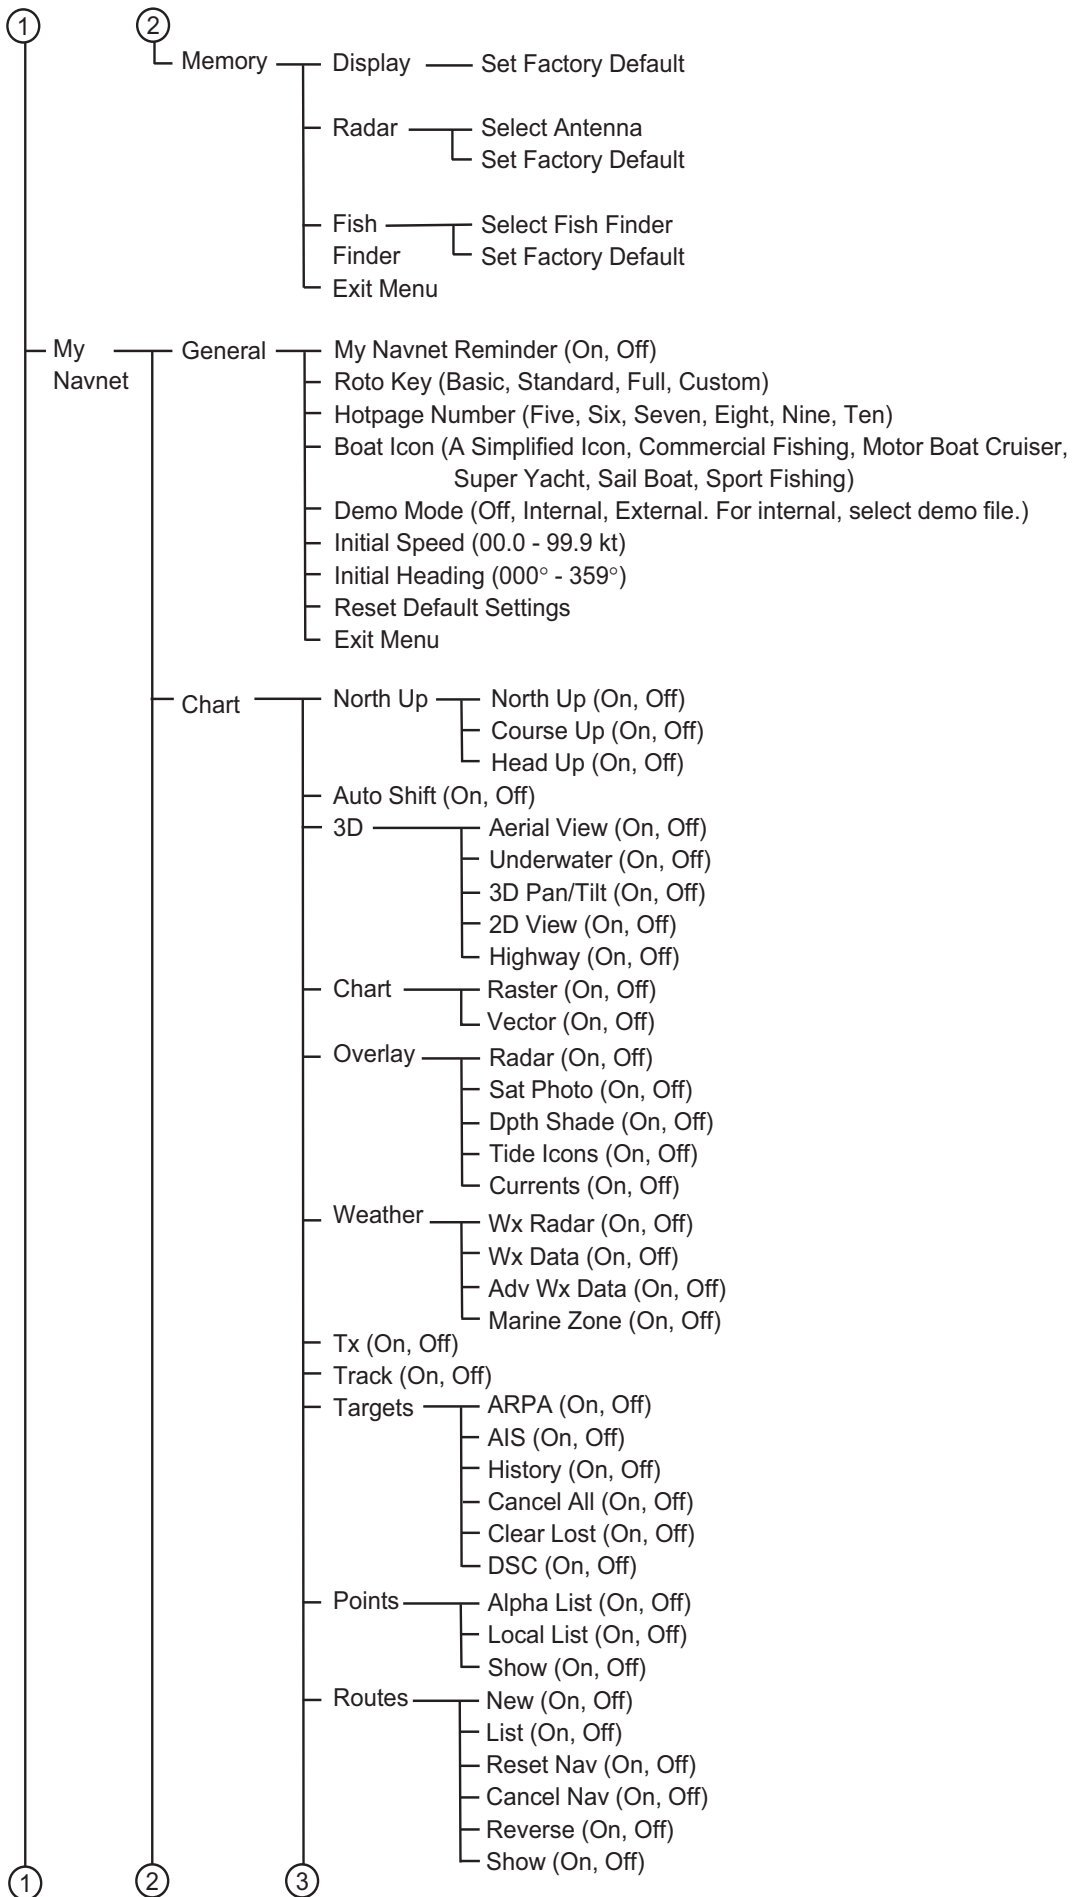 1 2
Memory Display Set Factory Default
Radar Select Antenna
Set Factory Default
Fish Select Fish Finder
Finder Set Factory Default
Exit Menu
My General My Navnet Reminder (On, Off)
Navnet Roto Key (Basic, Standard, Full, Custom)
Hotpage Number (Five, Six, Seven, Eight, Nine, Ten)
Boat Icon (A Simplified Icon, Commercial Fishing, Motor Boat Cruiser,
Super Yacht, Sail Boat, Sport Fishing)
Demo Mode (Off, Internal, External. For internal, select demo file.)
Initial Speed (00.0 - 99.9 kt)
Initial Heading (000° - 359°)
Reset Default Settings
Exit Menu
Chart North Up North Up (On, Off)
Course Up (On, Off)
Head Up (On, Off)
Auto Shift (On, Off)
3D Aerial View (On, Off)
Underwater (On, Off)
3D Pan/Tilt (On, Off)
2D View (On, Off)
Highway (On, Off)
Chart Raster (On, Off)
Vector (On, Off)
Overlay Radar (On, Off)
Sat Photo (On, Off)
Dpth Shade (On, Off)
Tide Icons (On, Off)
Currents (On, Off)
Weather Wx Radar (On, Off)
Wx Data (On, Off)
Adv Wx Data (On, Off)
Marine Zone (On, Off)
Tx (On, Off)
Track (On, Off)
Targets ARPA (On, Off)
AIS (On, Off)
History (On, Off)
Cancel All (On, Off)
Clear Lost (On, Off)
DSC (On, Off)
Points Alpha List (On, Off)
Local List (On, Off)
Show (On, Off)
Routes New (On, Off)
List (On, Off)
Reset Nav (On, Off)
Cancel Nav (On, Off)
Reverse (On, Off)
Show (On, Off)
1 2 3